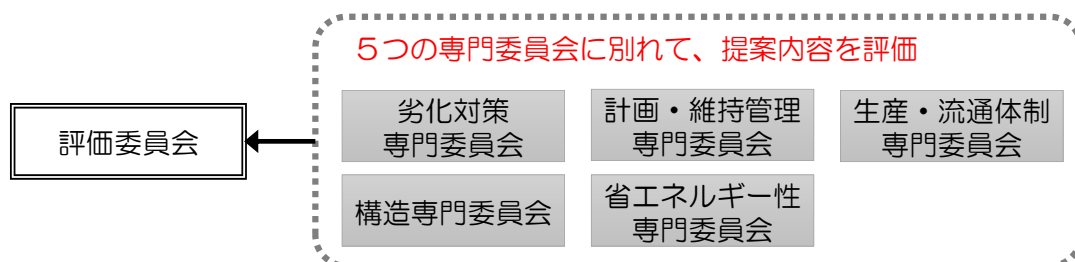 ５つの専門委員会に別れて、提案内容を評価
評価委員会
劣化対策
専門委員会
計画・維持管理
専門委員会
生産・流通体制
専門委員会
構造専門委員会
省エネルギー性
専門委員会